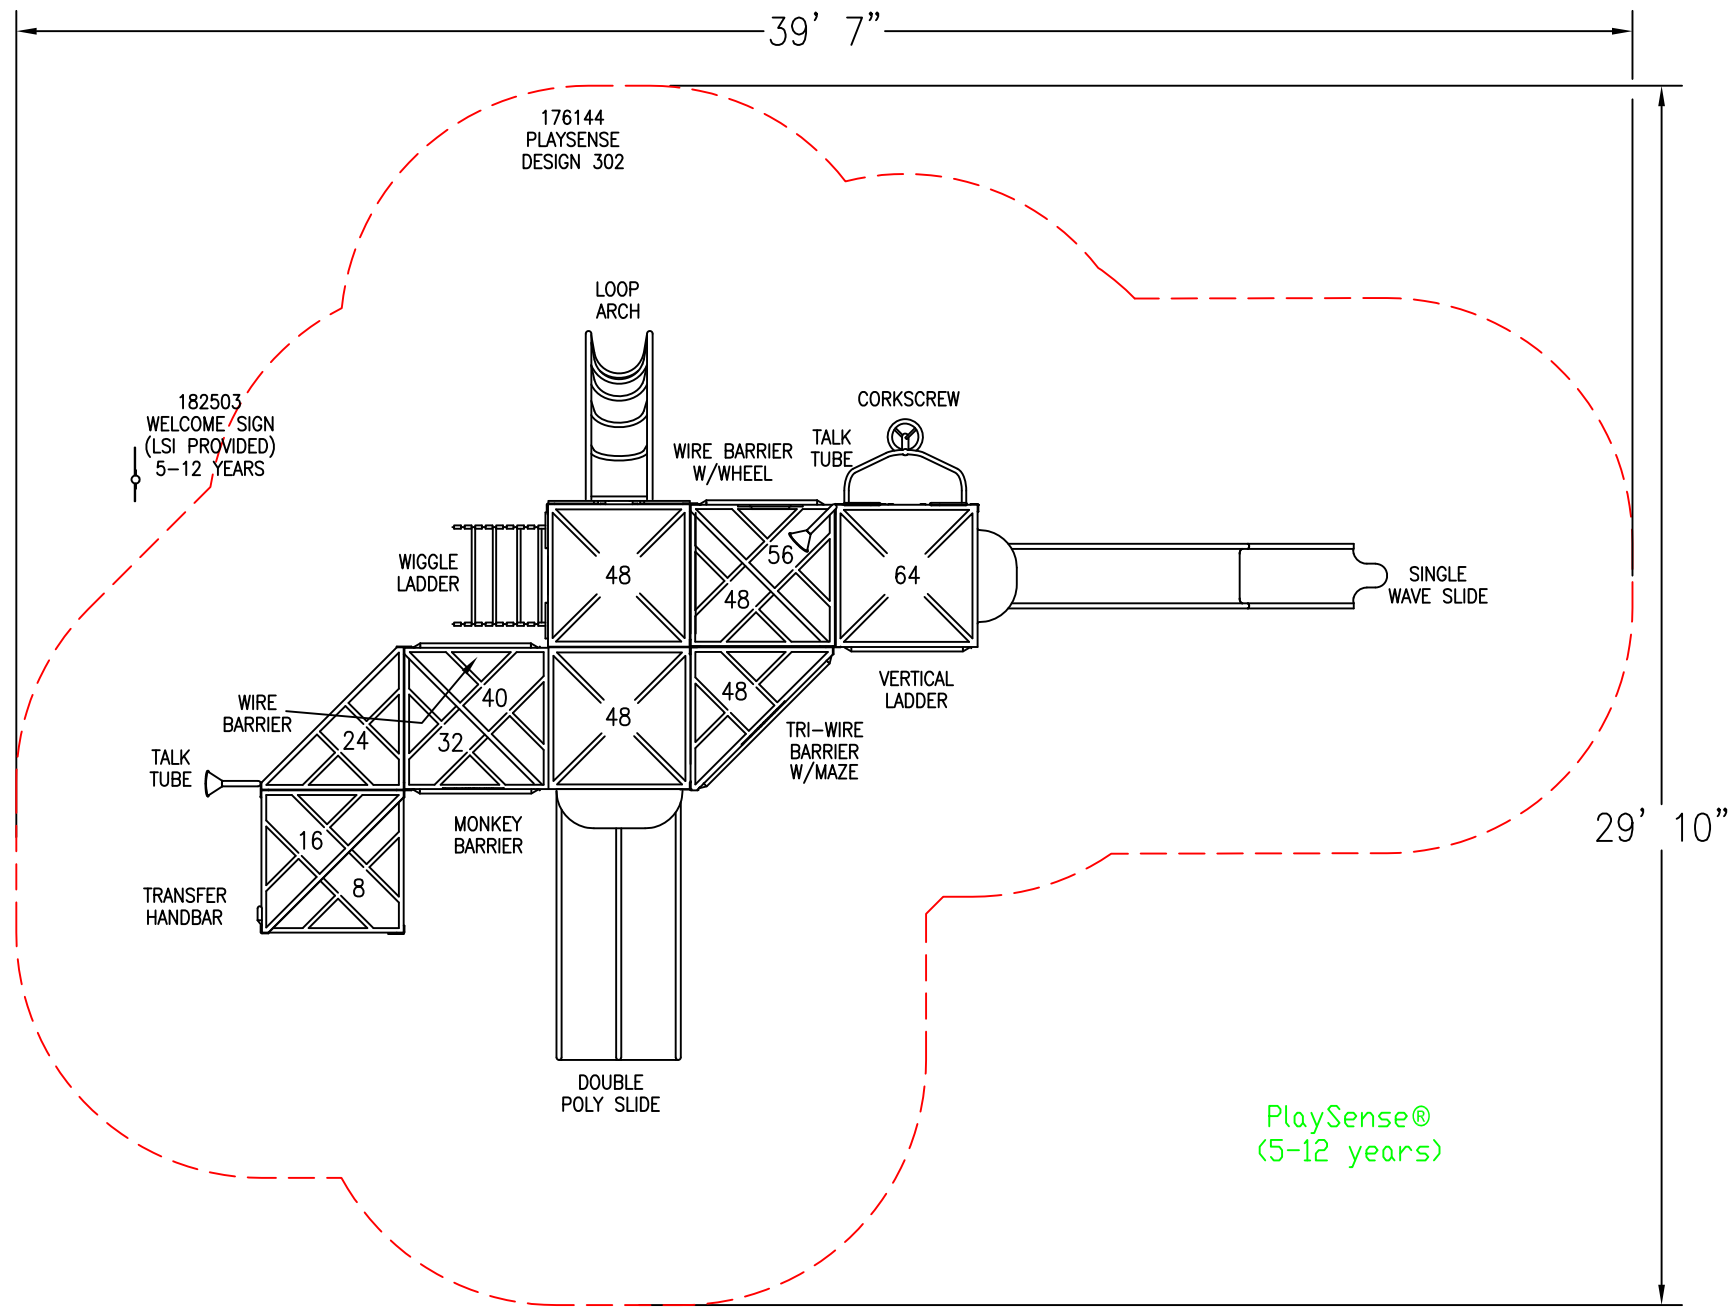 39' 7"
176144
PLAYSENSE
DESIGN 302
LOOP
ARCH
182503
WELCOME SIGN
(LSI PROVIDED)
5-12 YEARS
CORKSCREW
TALK
TUBE
WIRE BARRIER
W/WHEEL
WIGGLE
LADDER
48
56
48
64
SINGLE
WAVE SLIDE
VERTICAL
LADDER
WIRE
BARRIER
40
32
24
48
48
TRI-WIRE
BARRIER
W/MAZE
TALK
TUBE
MONKEY
BARRIER
16
8
TRANSFER
HANDBAR
29' 10"
DOUBLE
POLY SLIDE
PlaySense®
(5-12 years)